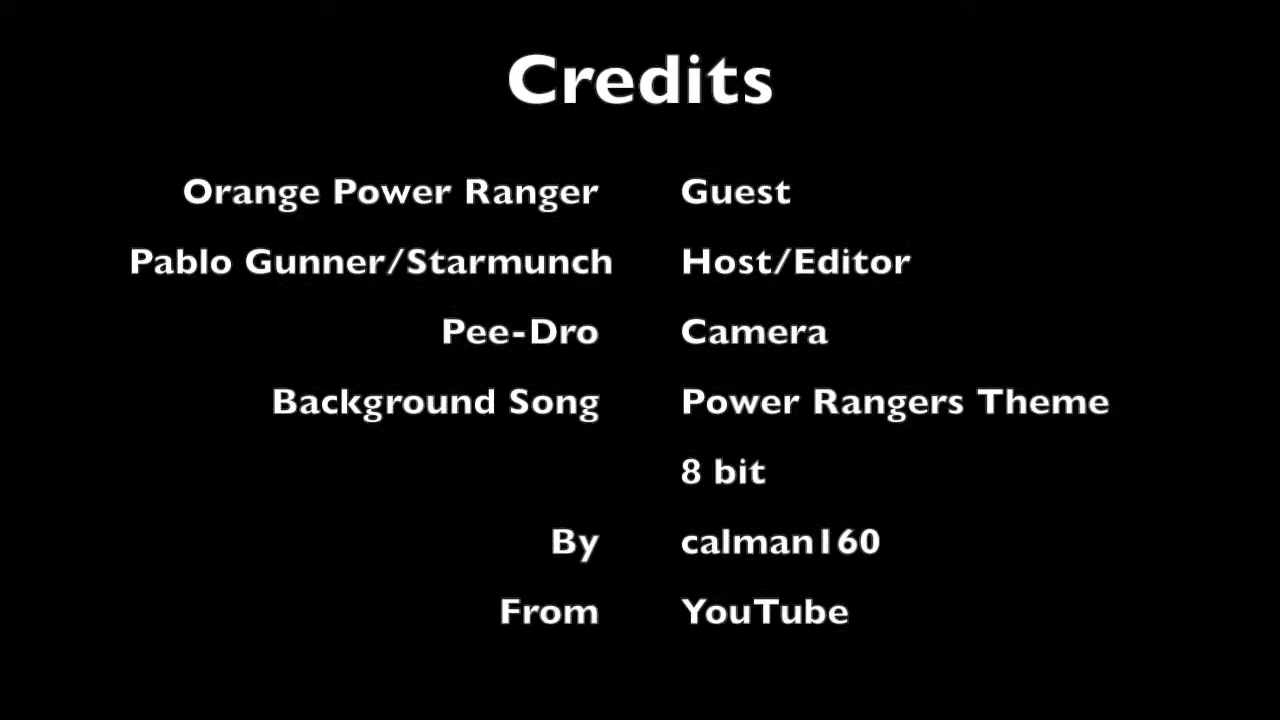 Credits
Orange Power Ranger Guest
Pablo Gunner/Starmunch Host/Editor
Pee-Dro Camera
Background Song Power Rangers Theme
8 bit
By calman160
From YouTube